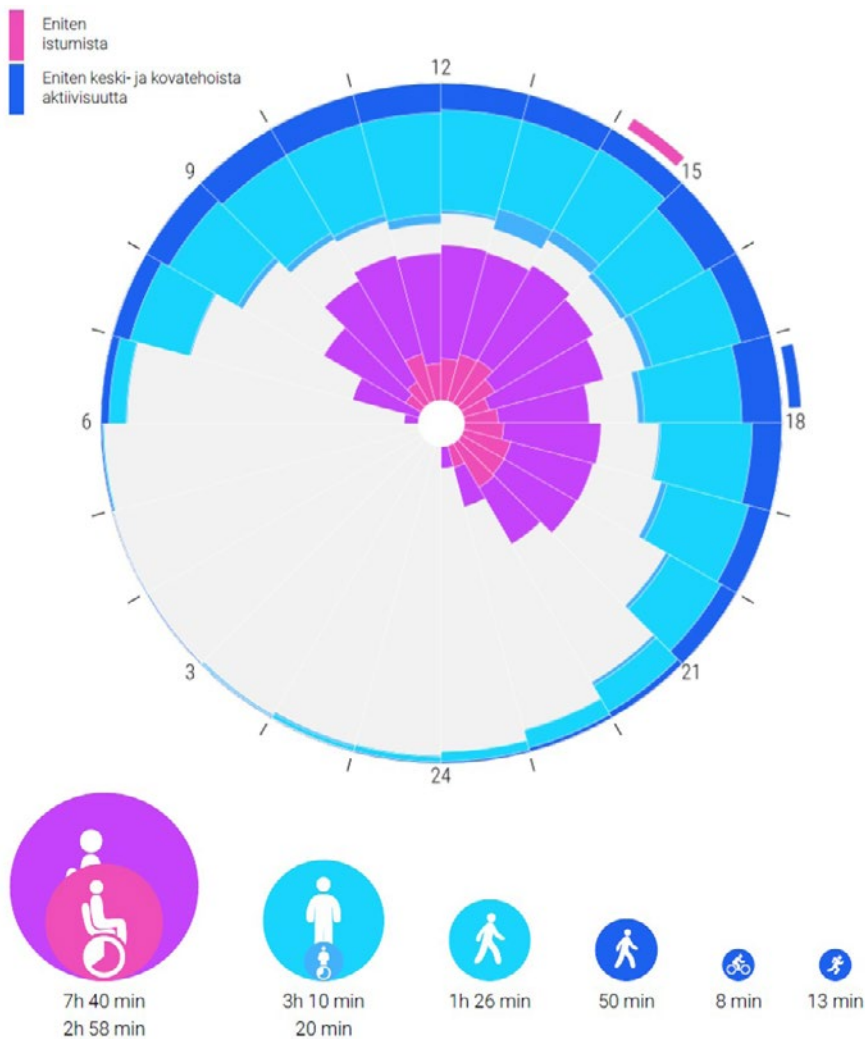 Eniten
istumista
Eniten keski- ja kovatehoista
aktiivisuutta
12
9
15
6
18
3
21
24
7h 40 min
2h 58 min
3h 10 min
20 min
1h 26 min
50 min
8 min
13 min